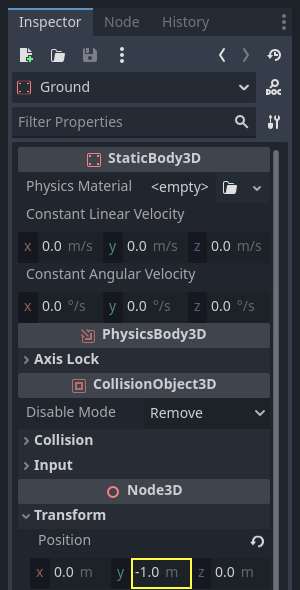 Inspector Node History
Ground
DOC
Filter Properties
StaticBody3D
Physics Material <empty>
Constant Linear Velocity
x 0.0 m/s y 0.0 m/s z 0.0 m/s
Constant Angular Velocity
x 0.0 °/s y 0.0 °/s z 0.0 °/s
PhysicsBody3D
Axis Lock
CollisionObject3D
Disable Mode Remove
Collision
Input
Node3D
Transform
Position
x 0.0 m y -1.0 m z 0.0 m